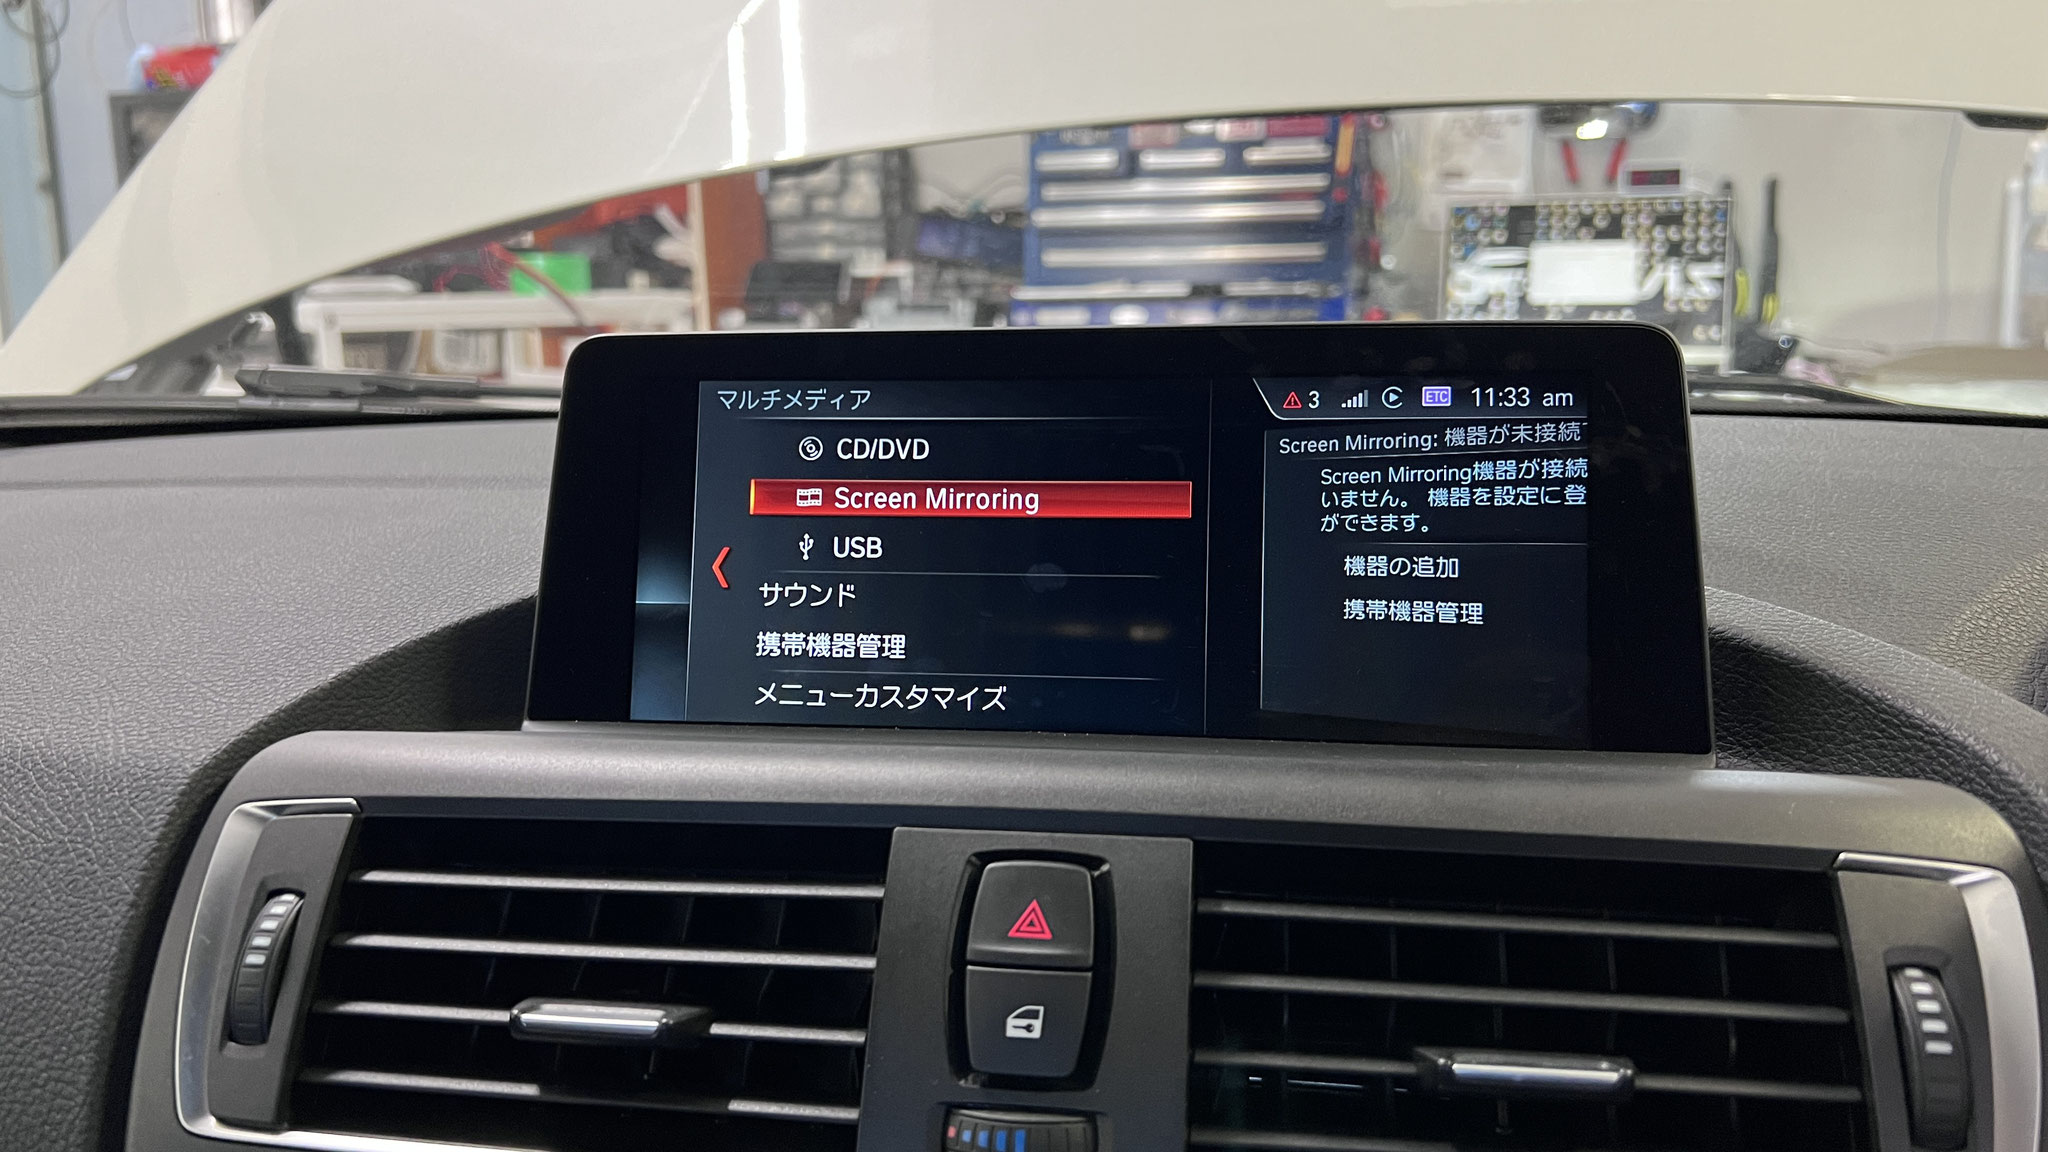 マルチメディア
CD/DVD
Screen Mirroring
USB
サウンド
携帯機器管理
メニューカスタマイズ
3
ETC
11:33 am
Screen Mirroring: 機器が未接続
Screen Mirroring機器が接続
いません。 機器を設定に登
ができます。
機器の追加
携帯機器管理